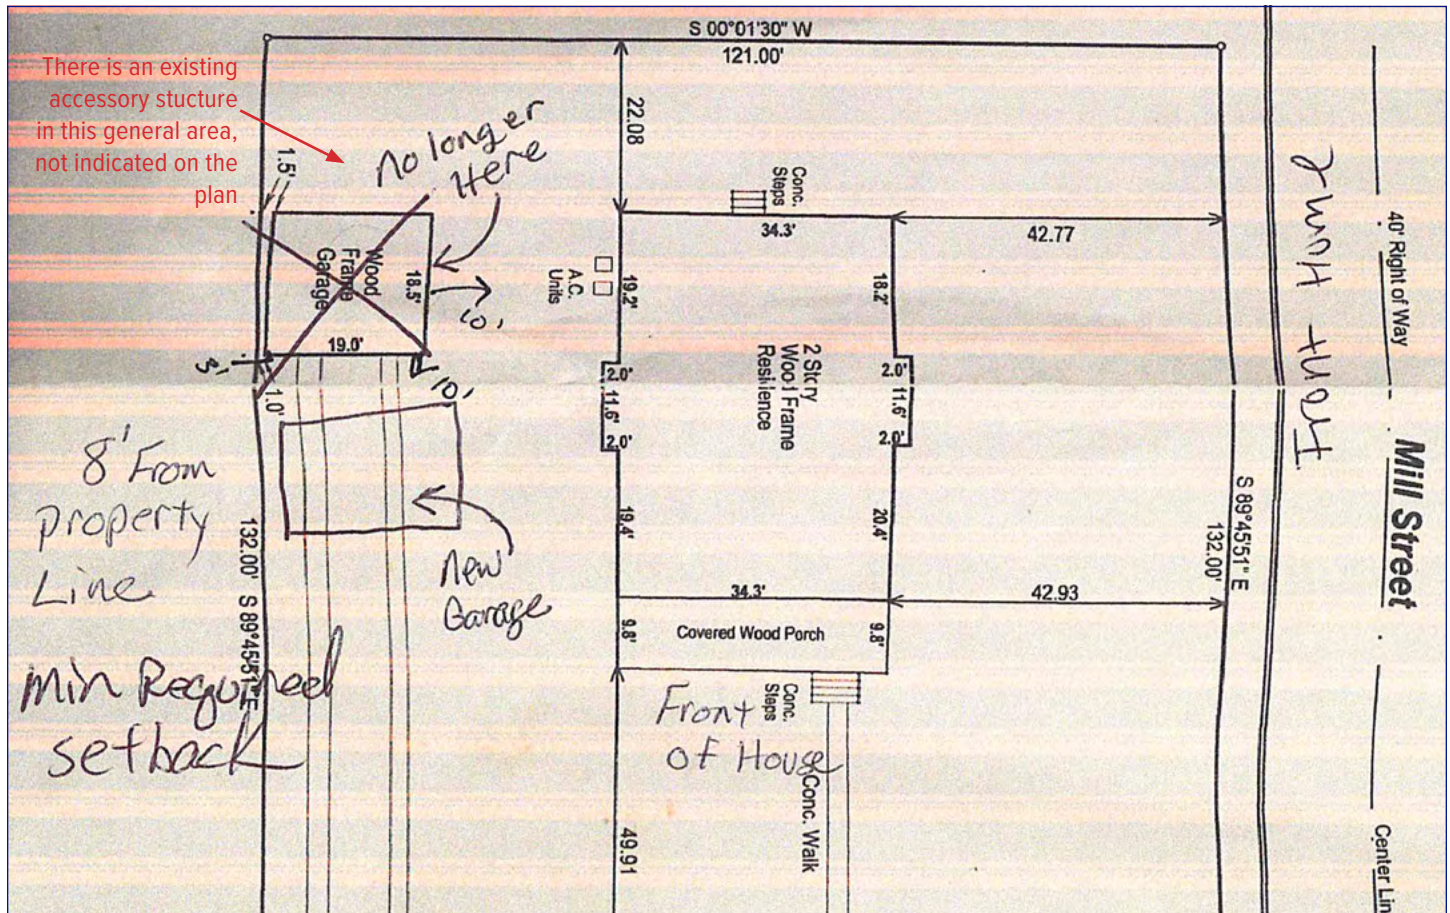 S 00°01'30" W
121.00'
There is an existing
accessory stucture
in this general area,
not indicated on the
plan
No longer
Here
1.5'
22.08
Conc.
Steps
34.3'
42.77
Wood
Frame
Garage
18.5'
10'
A.C.
Units
19.2'
18.2'
19.0'
3'
10'
1.0'
2 Story
Wood Frame
Residence
2.0'
11.6'
2.0'
2.0'
11.6'
2.0'
8' From
property
Line
132.00' S 89°45'51" E
New
Garage
19.4'
20.4'
34.3'
42.93
9.8'
Covered Wood Porch
9.8'
Min Required
setback
Conc.
Steps
Front
of House
Conc. Walk
49.91
S 89°45'51" E
132.00'
40' Right of Way
Mill Street
Center Lin